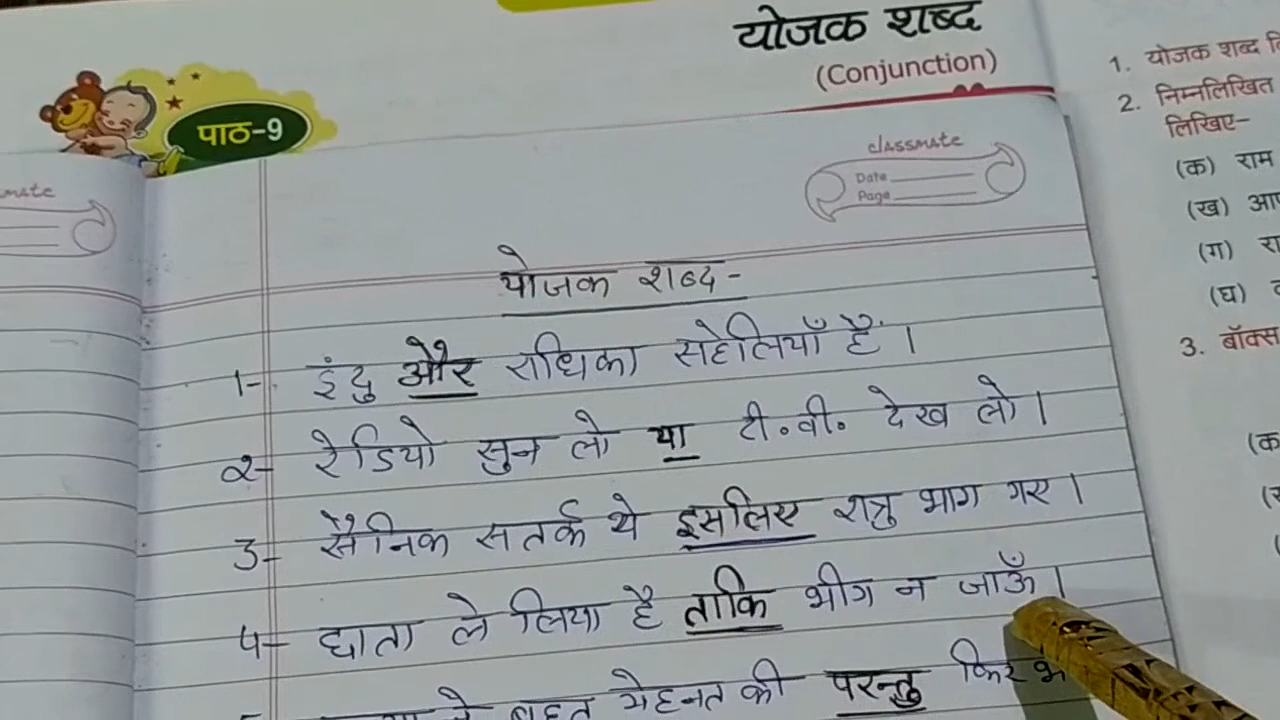 योजक शब्द
(Conjunction)
पाठ-9
classmate
Date
Page
योजक शब्द-
1- इंदु और राधिका सहेलियाँ हैं।
2- रेडियो सुन लो या टी.वी. देख लो।
3- सैनिक सतर्क थे इसलिए शत्रु भाग गए।
4- छाता ले लिया है ताकि भीग न जाऊँ।
ने बहुत मेहनत की परन्तु फिर
1. योजक शब्द
2. निम्नलिखित
लिखिए-
(क) राम
(ख)
(ग)
(घ)
3. बॉक्स